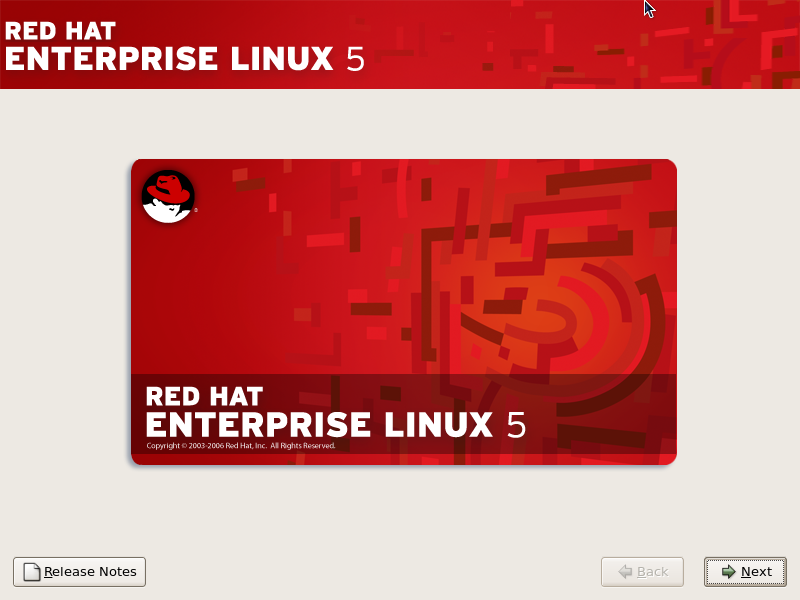 RED HAT
ENTERPRISE LINUX 5
®
RED HAT
ENTERPRISE LINUX 5
Copyright © 2003-2006 Red Hat, Inc. All Rights Reserved.
Release Notes
Back
Next